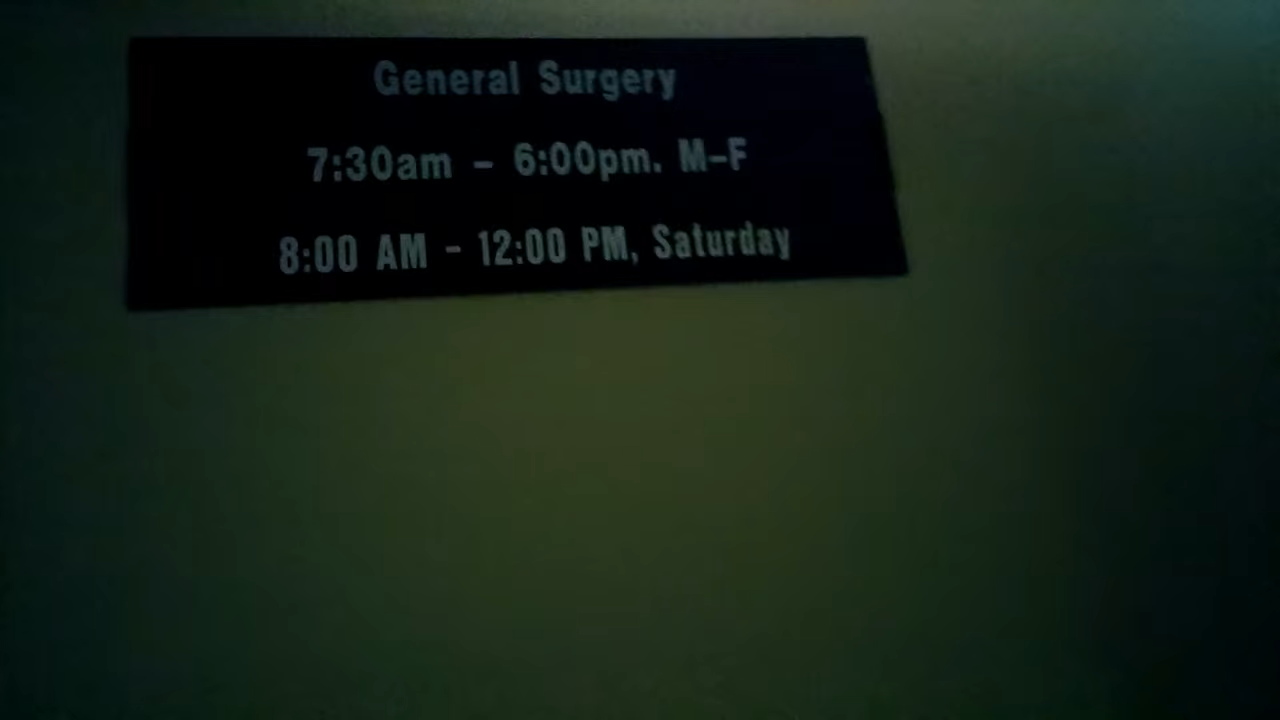 General Surgery
7:30am – 6:00pm. M–F
8:00 AM - 12:00 PM, Saturday